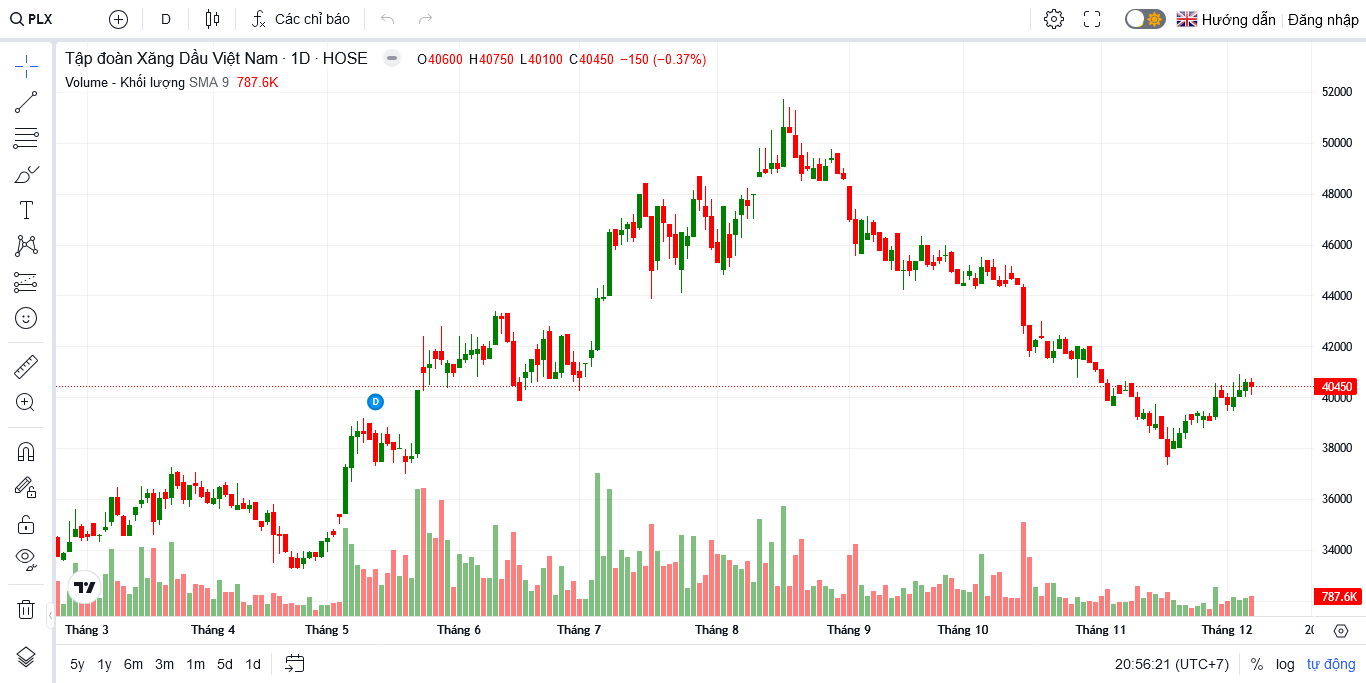 PLX D Các chỉ báo Hướng dẫn Đăng nhập
Tập đoàn Xăng Dầu Việt Nam · 1D · HOSE O40600 H40750 L40100 C40450 −150 (−0.37%)
Volume - Khối lượng SMA 9 787.6K
52000
50000
48000
46000
44000
42000
40450
40000
D
38000
36000
34000
787.6K
Tháng 3 Tháng 4 Tháng 5 Tháng 6 Tháng 7 Tháng 8 Tháng 9 Tháng 10 Tháng 11 Tháng 12
5y 1y 6m 3m 1m 5d 1d 20:56:21 (UTC+7) % log tự động